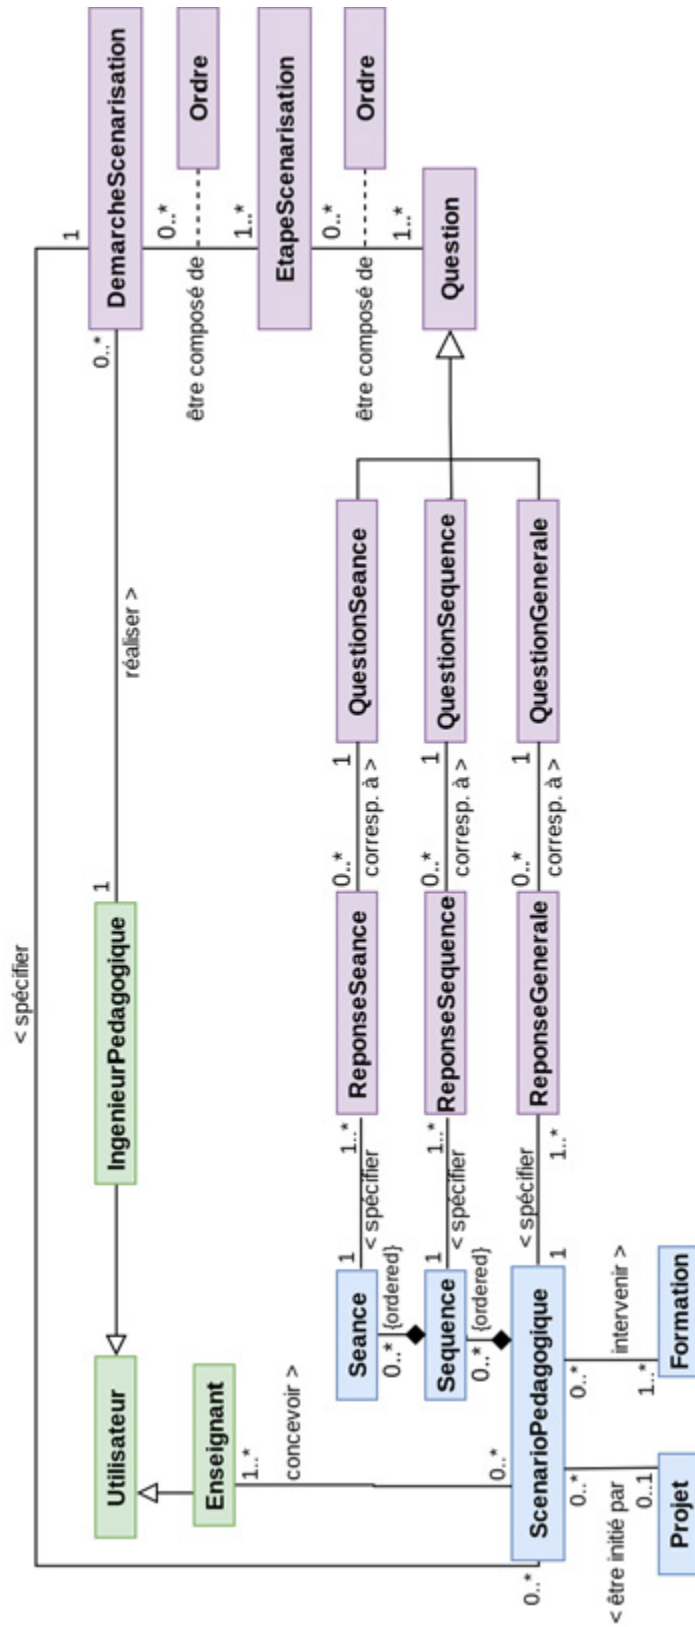 < spécifier
Utilisateur
IngenieurPedagogique
1
réaliser >
0..*
DemarcheScenarisation
1
Enseignant
1..*
concevoir >
0..*
être composé de
0..*
Ordre
1..*
EtapeScenarisation
être composé de
0..*
Ordre
1..*
Question
Seance
1
< spécifier
1..*
ReponseSeance
0..*
corresp. à >
1
QuestionSeance
0..*
{ordered}
Sequence
1
< spécifier
1..*
ReponseSequence
0..*
corresp. à >
1
QuestionSequence
0..*
{ordered}
ScenarioPedagogique
1
< spécifier
1..*
ReponseGenerale
0..*
corresp. à >
1
QuestionGenerale
0..*
0..*
< être initié par
0..1
Projet
0..*
intervenir >
1..*
Formation